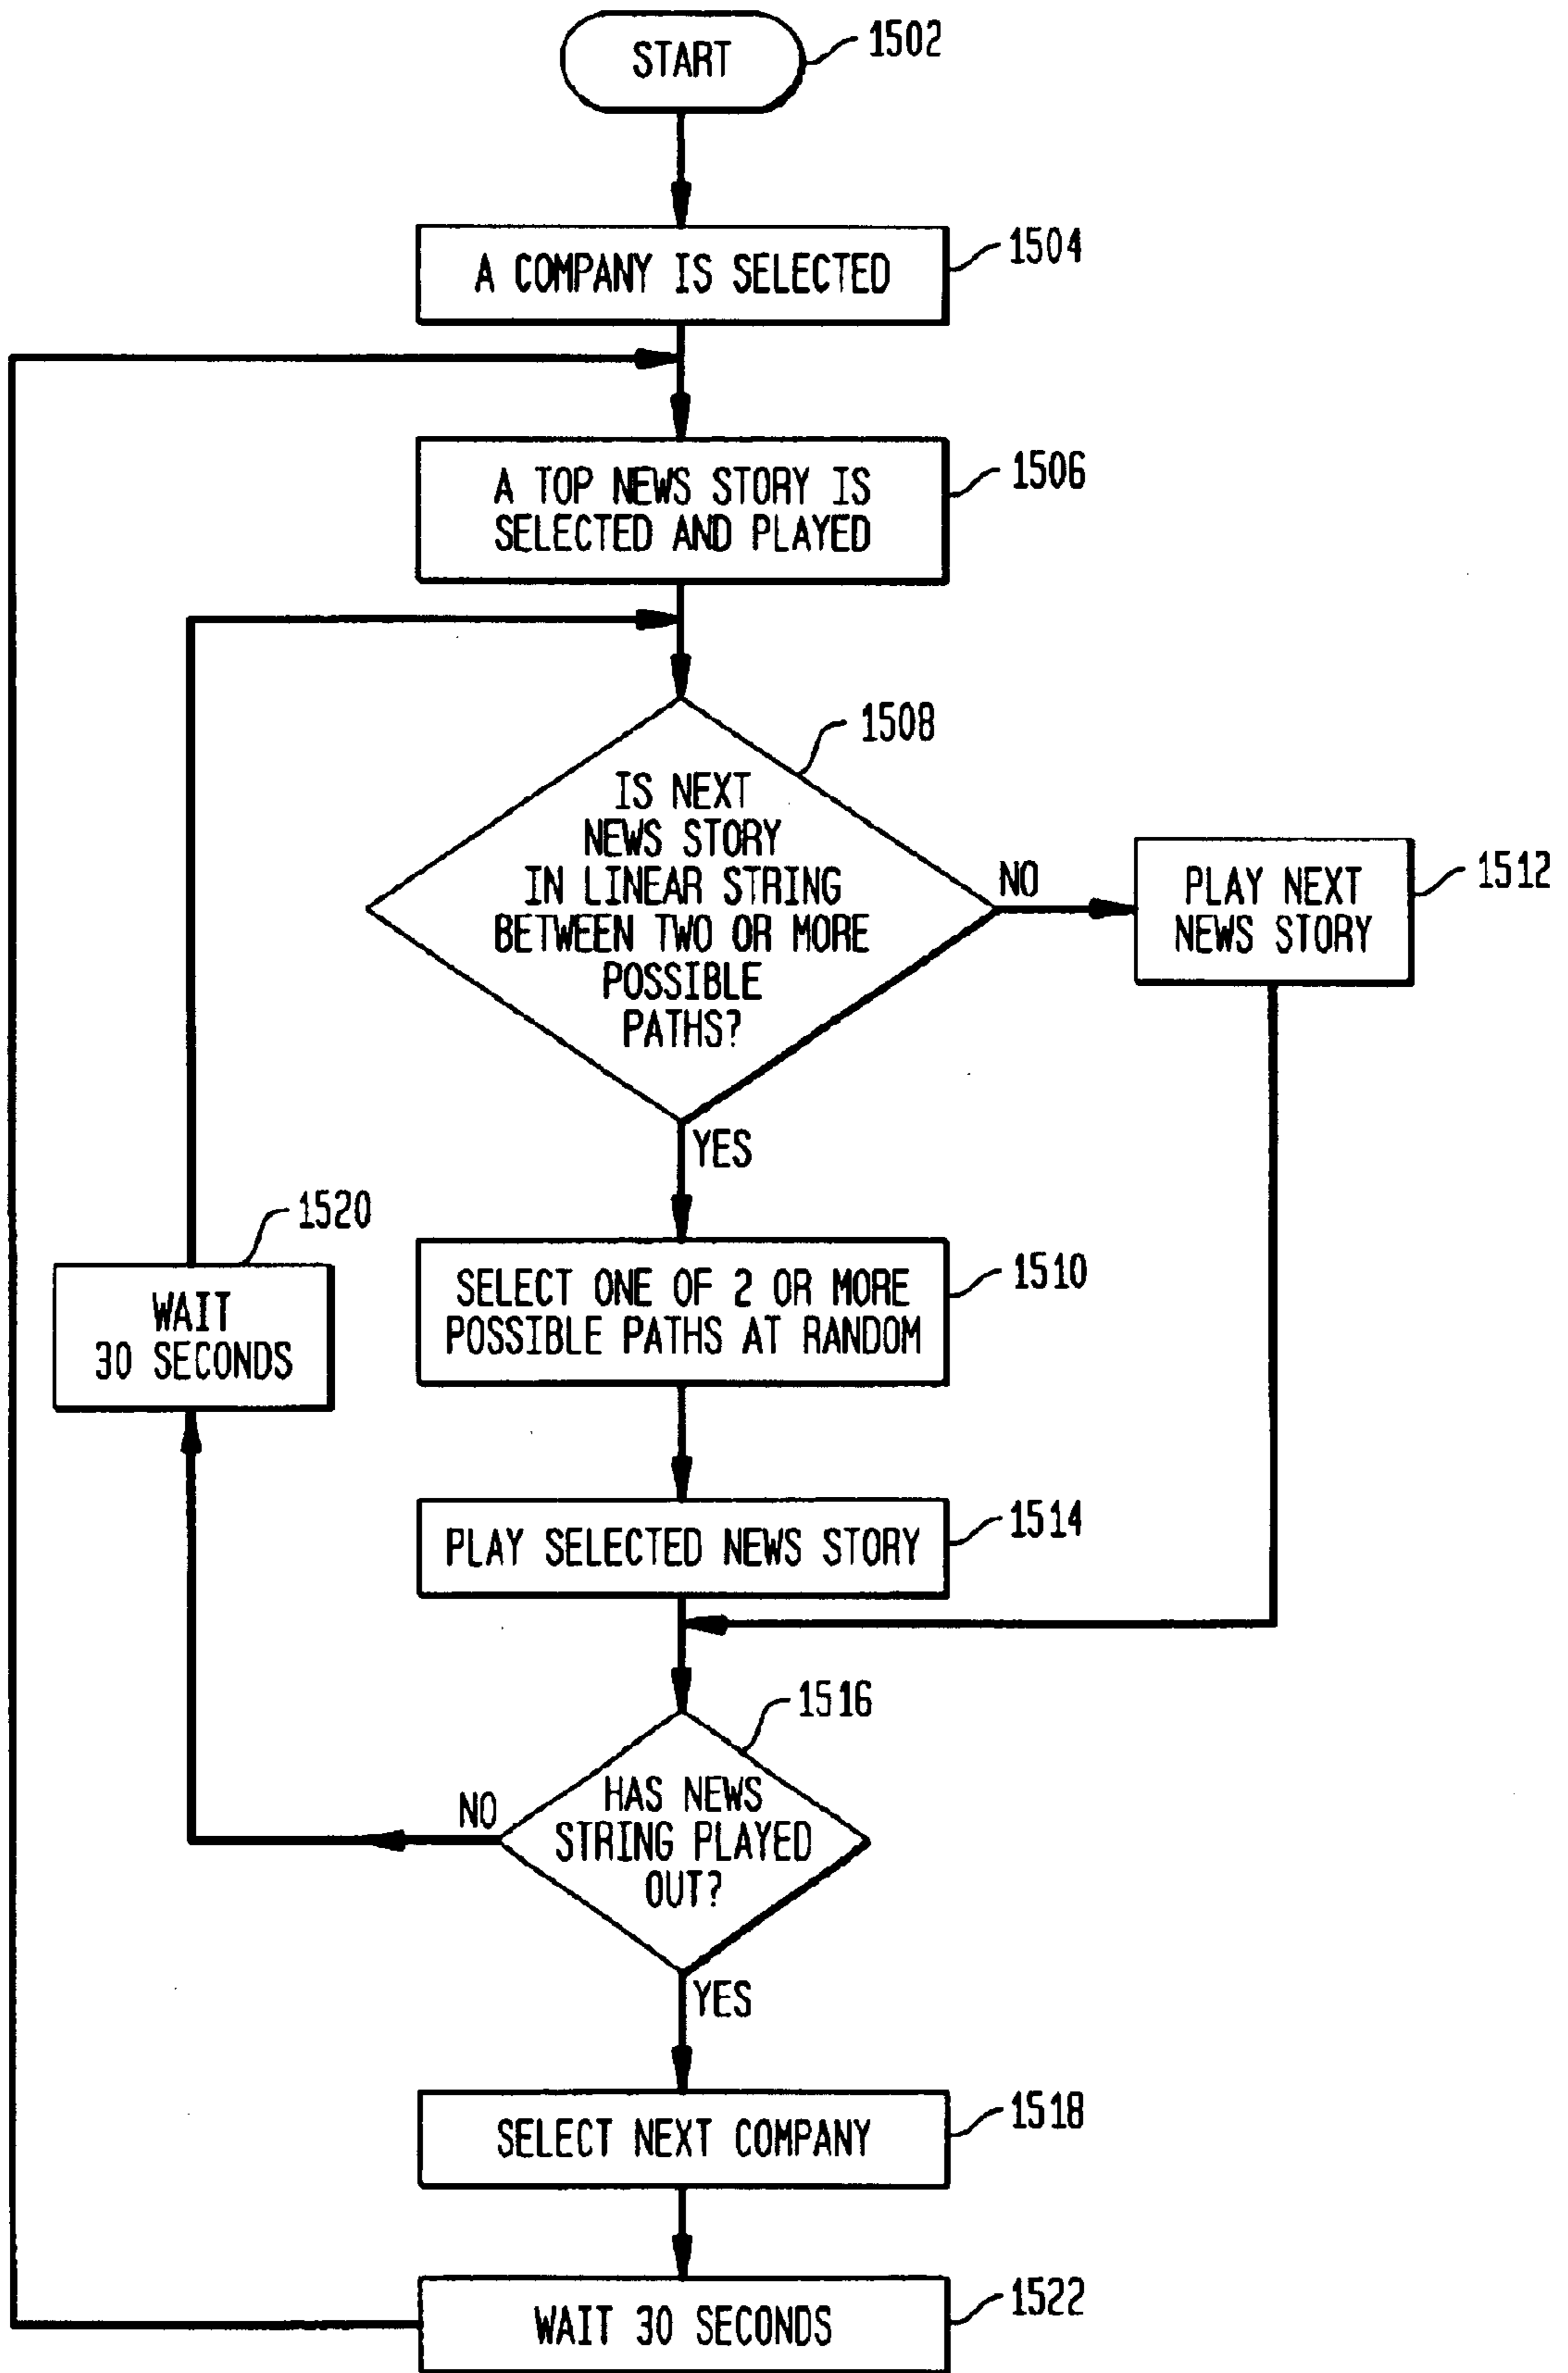 START
1502
A COMPANY IS SELECTED
1504
A TOP NEWS STORY IS
SELECTED AND PLAYED
1506
1508
IS NEXT
NEWS STORY
IN LINEAR STRING
BETWEEN TWO OR MORE
POSSIBLE
PATHS?
NO
PLAY NEXT
NEWS STORY
1512
YES
1520
WAIT
30 SECONDS
SELECT ONE OF 2 OR MORE
POSSIBLE PATHS AT RANDOM
1510
PLAY SELECTED NEWS STORY
1514
1516
HAS NEWS
STRING PLAYED
OUT?
NO
YES
SELECT NEXT COMPANY
1518
WAIT 30 SECONDS
1522